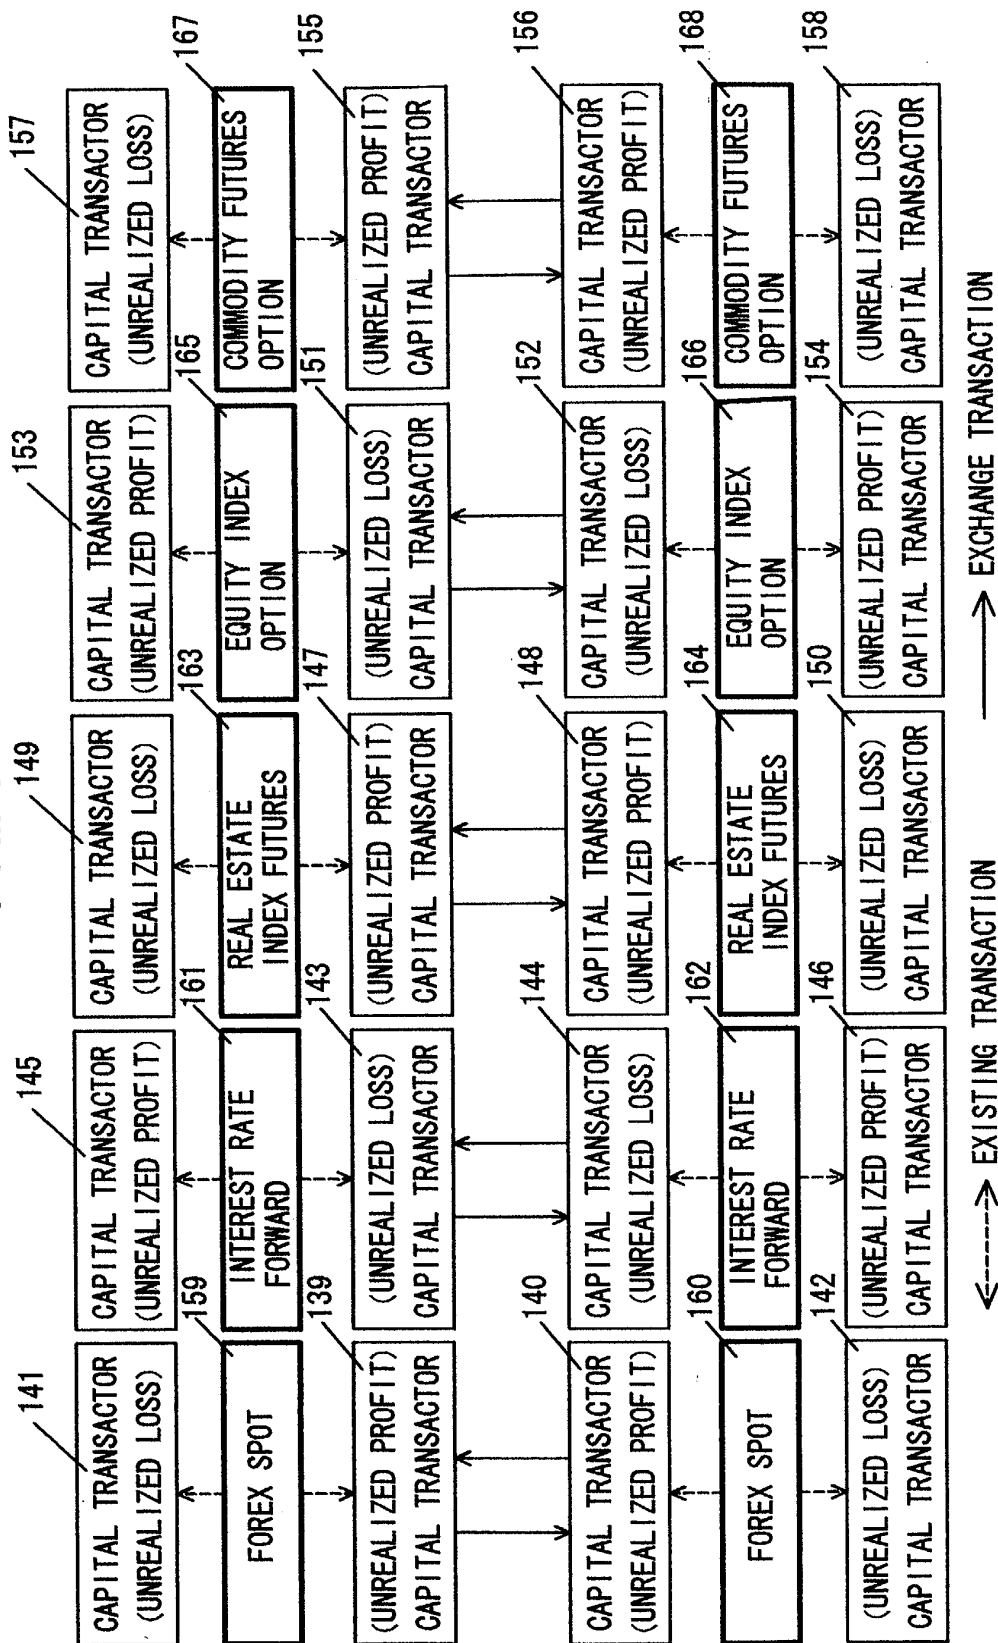 141
145
149
153
157
CAPITAL TRANSACTOR
(UNREALIZED LOSS)
CAPITAL TRANSACTOR
(UNREALIZED PROFIT)
CAPITAL TRANSACTOR
(UNREALIZED LOSS)
CAPITAL TRANSACTOR
(UNREALIZED PROFIT)
CAPITAL TRANSACTOR
(UNREALIZED LOSS)
159
161
163
165
167
FOREX SPOT
INTEREST RATE
FORWARD
REAL ESTATE
INDEX FUTURES
EQUITY INDEX
OPTION
COMMODITY FUTURES
OPTION
139
143
147
151
155
(UNREALIZED PROFIT)
CAPITAL TRANSACTOR
(UNREALIZED LOSS)
CAPITAL TRANSACTOR
(UNREALIZED PROFIT)
CAPITAL TRANSACTOR
(UNREALIZED LOSS)
CAPITAL TRANSACTOR
(UNREALIZED PROFIT)
CAPITAL TRANSACTOR
140
144
148
152
156
CAPITAL TRANSACTOR
(UNREALIZED PROFIT)
CAPITAL TRANSACTOR
(UNREALIZED LOSS)
CAPITAL TRANSACTOR
(UNREALIZED PROFIT)
CAPITAL TRANSACTOR
(UNREALIZED LOSS)
CAPITAL TRANSACTOR
(UNREALIZED PROFIT)
160
162
164
166
168
FOREX SPOT
INTEREST RATE
FORWARD
REAL ESTATE
INDEX FUTURES
EQUITY INDEX
OPTION
COMMODITY FUTURES
OPTION
142
146
150
154
158
(UNREALIZED LOSS)
CAPITAL TRANSACTOR
(UNREALIZED PROFIT)
CAPITAL TRANSACTOR
(UNREALIZED LOSS)
CAPITAL TRANSACTOR
(UNREALIZED PROFIT)
CAPITAL TRANSACTOR
(UNREALIZED LOSS)
CAPITAL TRANSACTOR
EXISTING TRANSACTION
EXCHANGE TRANSACTION